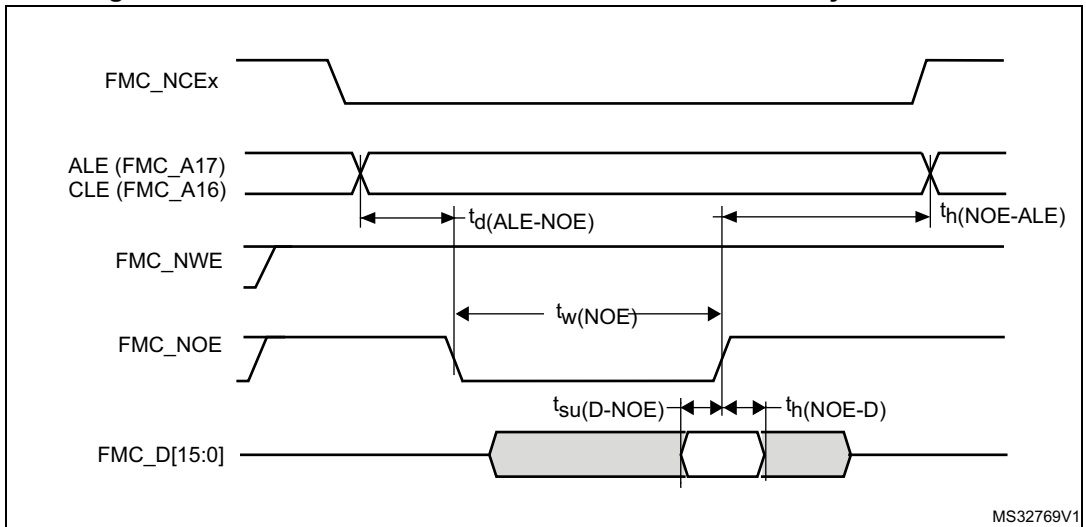 FMC_NCEx
ALE (FMC_A17)
CLE (FMC_A16)
td(ALE-NOE)
th(NOE-ALE)
FMC_NWE
tw(NOE)
FMC_NOE
tsu(D-NOE)
th(NOE-D)
FMC_D[15:0]
MS32769V1